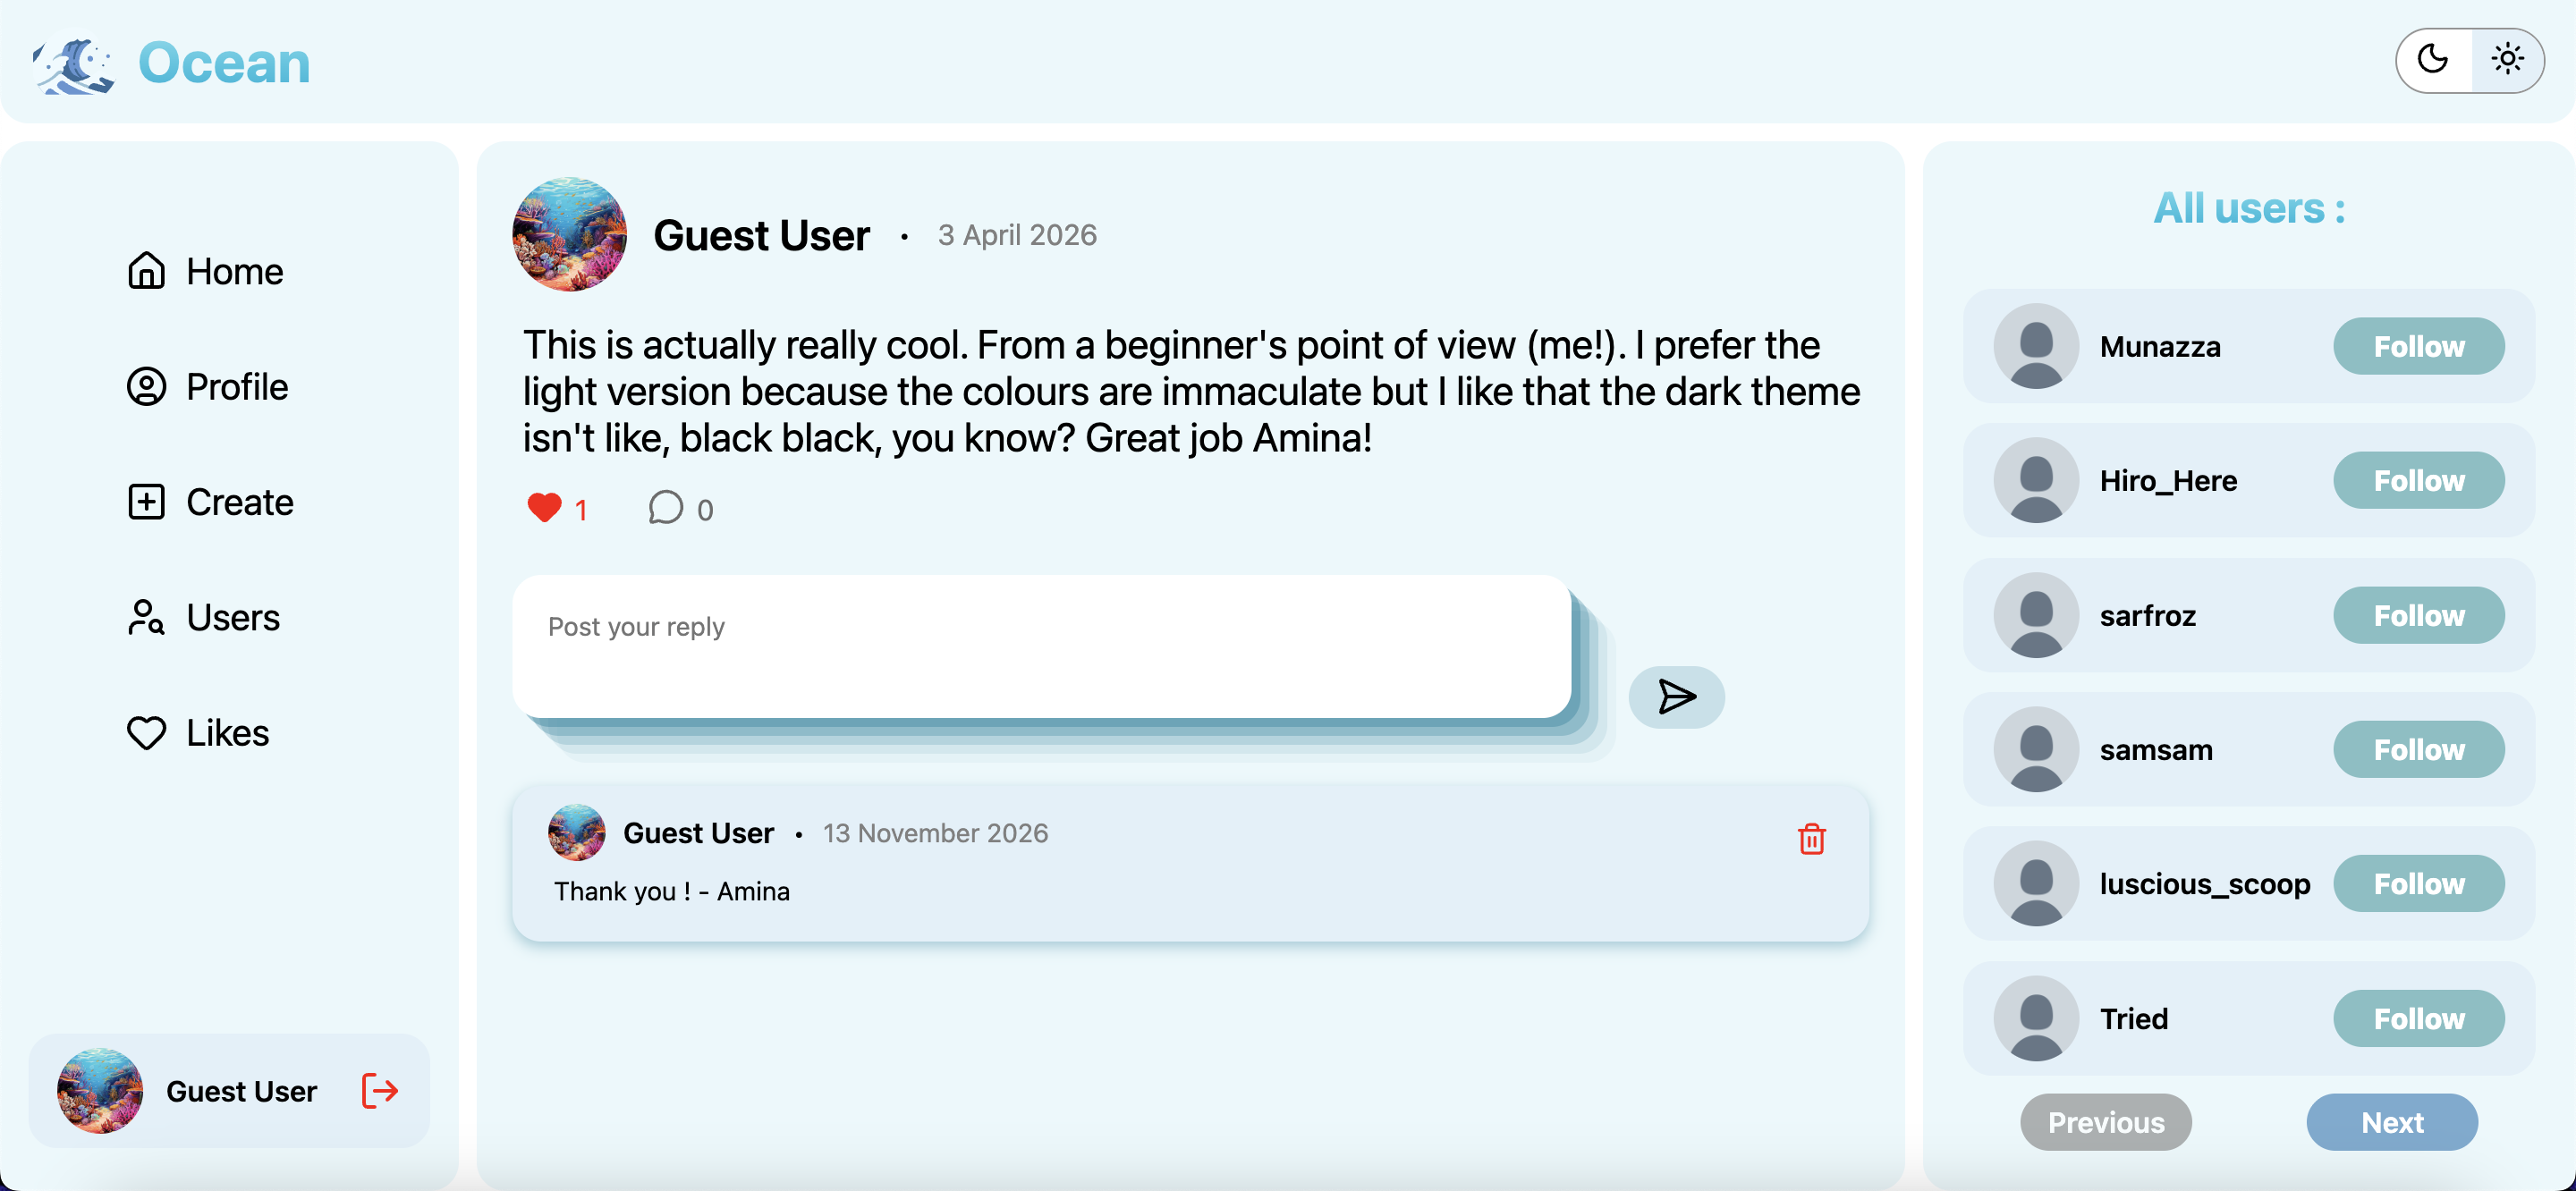 Ocean
Home
Profile
Create
Users
Likes
Guest User
Guest User · 3 April 2026
This is actually really cool. From a beginner's point of view (me!). I prefer the
light version because the colours are immaculate but I like that the dark theme
isn't like, black black, you know? Great job Amina!
1 0
Post your reply
Guest User · 13 November 2026
Thank you ! - Amina
All users :
Munazza Follow
Hiro_Here Follow
sarfroz Follow
samsam Follow
luscious_scoop Follow
Tried Follow
Previous Next